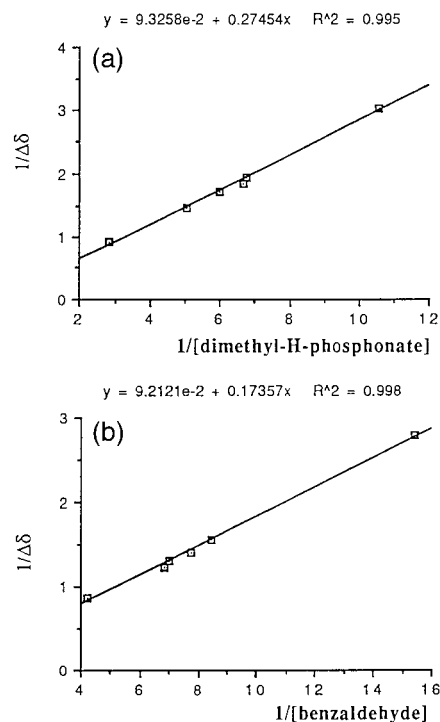 y = 9.3258e-2 + 0.27454x R^2 = 0.995
(a)
1/Δδ
4
3
2
1
0
2 4 6 8 10 12
1/[dimethyl-H-phosphonate]
y = 9.2121e-2 + 0.17357x R^2 = 0.998
(b)
1/Δδ
3
2
1
0
4 6 8 10 12 14 16
1/[benzaldehyde]